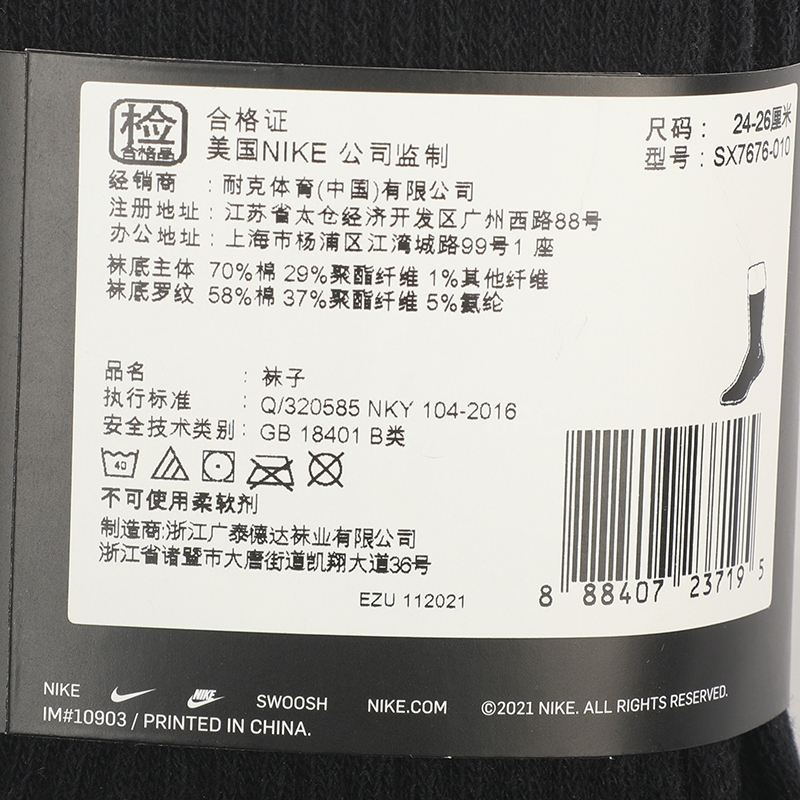 检
合格品
合格证
美国NIKE 公司监制
尺码： 24-26厘米
型号：SX7676-010
经销商 ：耐克体育(中国)有限公司
注册地址：江苏省太仓经济开发区广州西路88号
办公地址：上海市杨浦区江湾城路99号1 座
袜底主体 70%棉 29%聚酯纤维 1%其他纤维
袜底罗纹 58%棉 37%聚酯纤维 5%氨纶
品名 ：袜子
执行标准 ：Q/320585 NKY 104-2016
安全技术类别：GB 18401 B类
40
不可使用柔软剂
制造商:浙江广泰德达袜业有限公司
浙江省诸暨市大唐街道凯翔大道36号
EZU 112021
8 88407 23719 5
NIKE NIKE SWOOSH NIKE.COM ©2021 NIKE. ALL RIGHTS RESERVED.
IM#10903 / PRINTED IN CHINA.